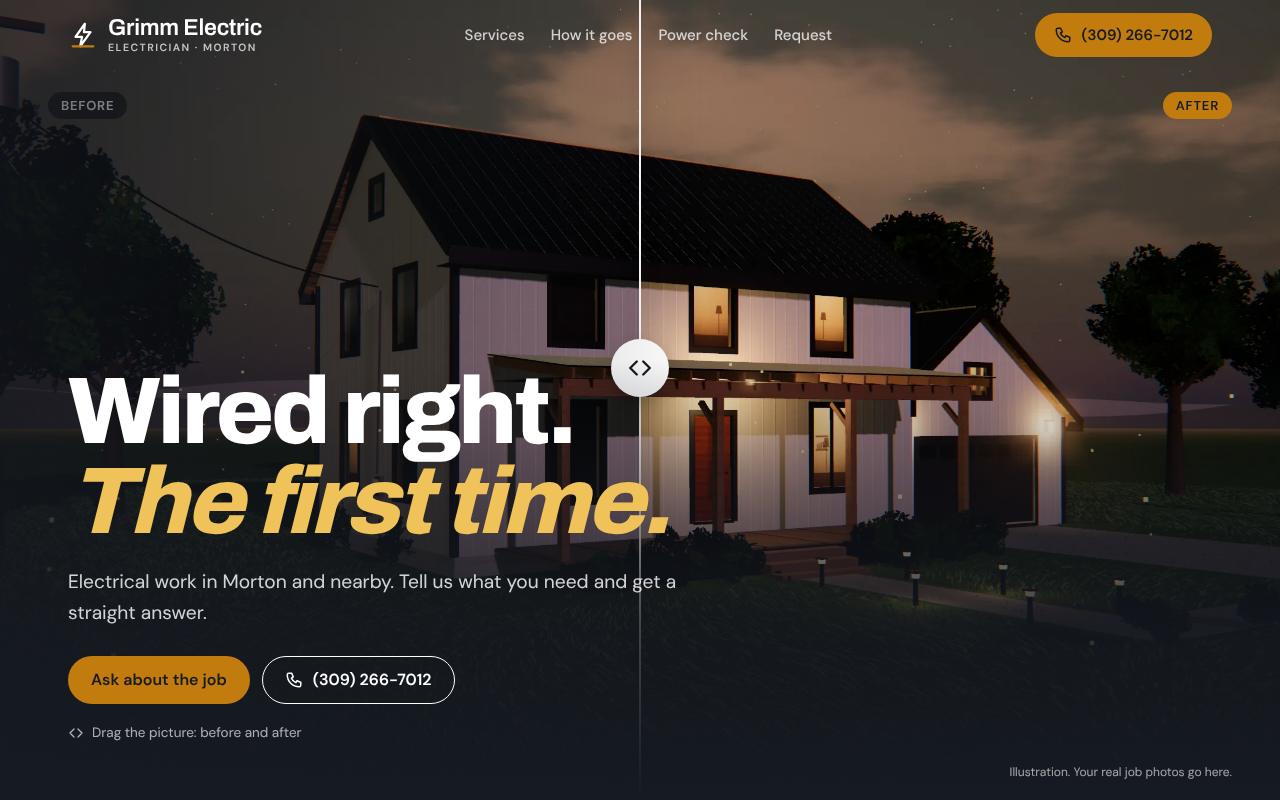 Grimm Electric
ELECTRICIAN · MORTON
Services
How it goes
Power check
Request
(309) 266-7012
BEFORE
AFTER
Wired right.
The first time.
Electrical work in Morton and nearby. Tell us what you need and get a
straight answer.
Ask about the job
(309) 266-7012
Drag the picture: before and after
Illustration. Your real job photos go here.